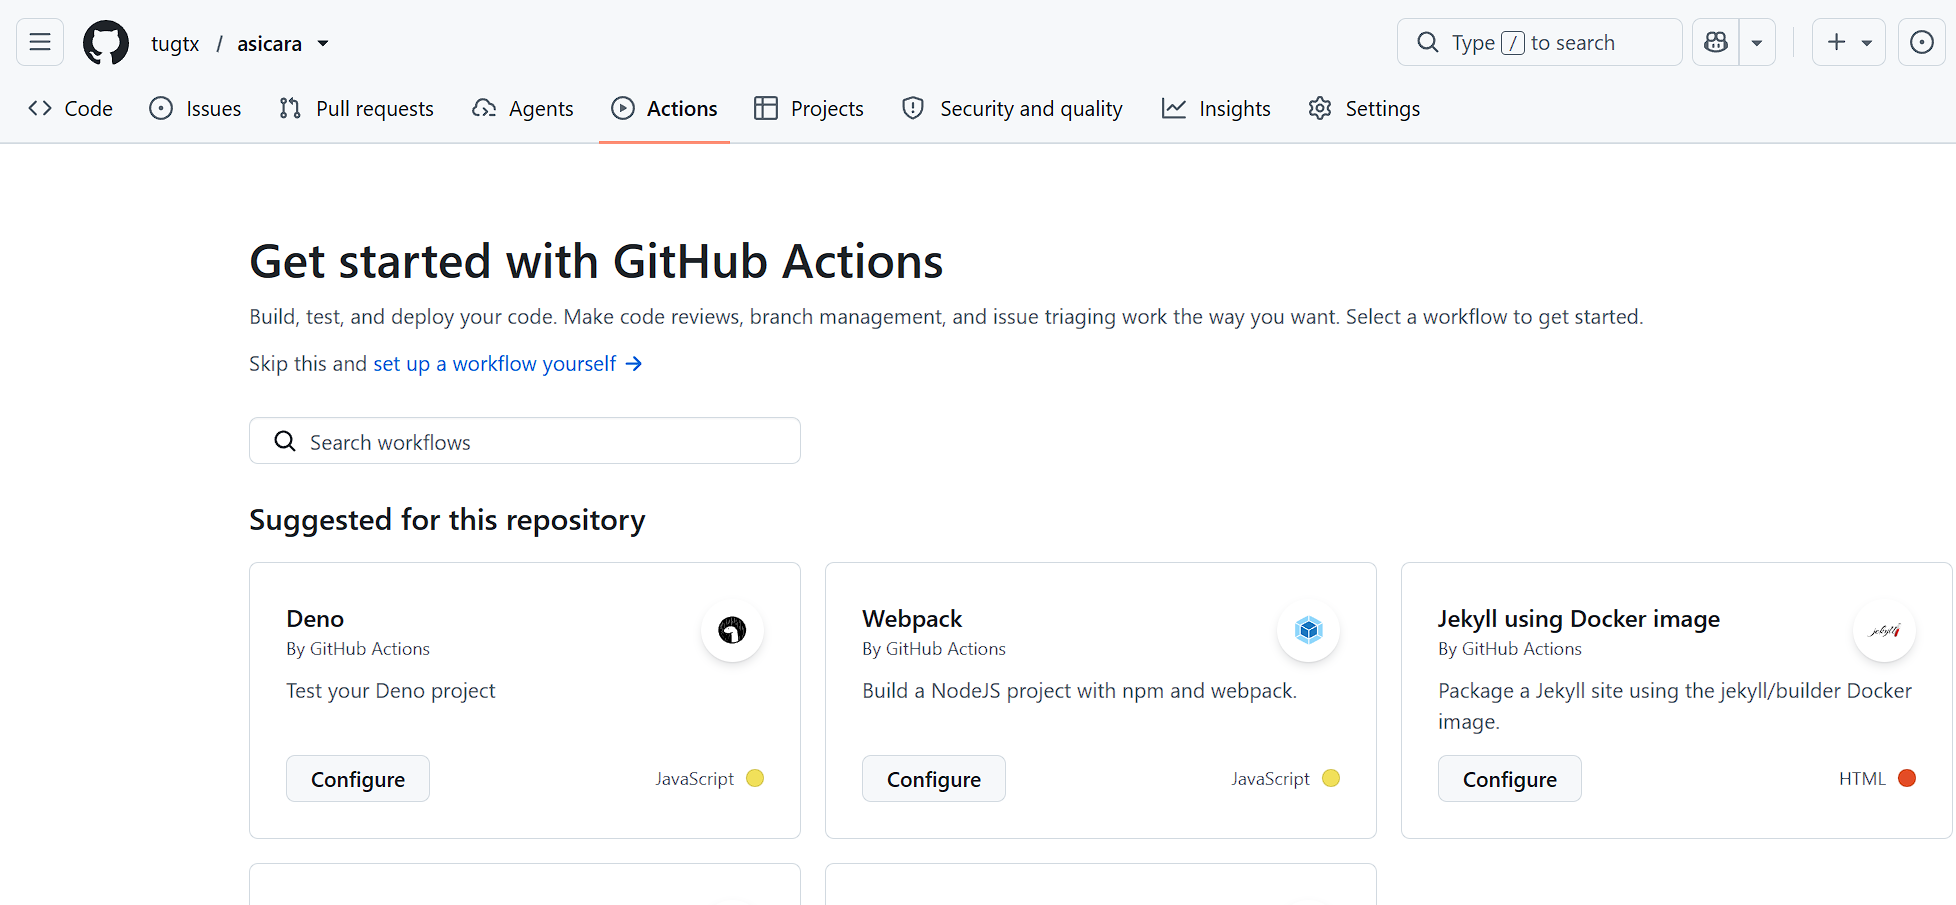 tugtx / asicara
Type / to search
Code Issues Pull requests Agents Actions Projects Security and quality Insights Settings
Get started with GitHub Actions
Build, test, and deploy your code. Make code reviews, branch management, and issue triaging work the way you want. Select a workflow to get started.
Skip this and set up a workflow yourself →
Search workflows
Suggested for this repository
Deno
By GitHub Actions
Test your Deno project
Configure JavaScript
Webpack
By GitHub Actions
Build a NodeJS project with npm and webpack.
Configure JavaScript
Jekyll using Docker image
By GitHub Actions
jekyll
Package a Jekyll site using the jekyll/builder Docker
image.
Configure HTML